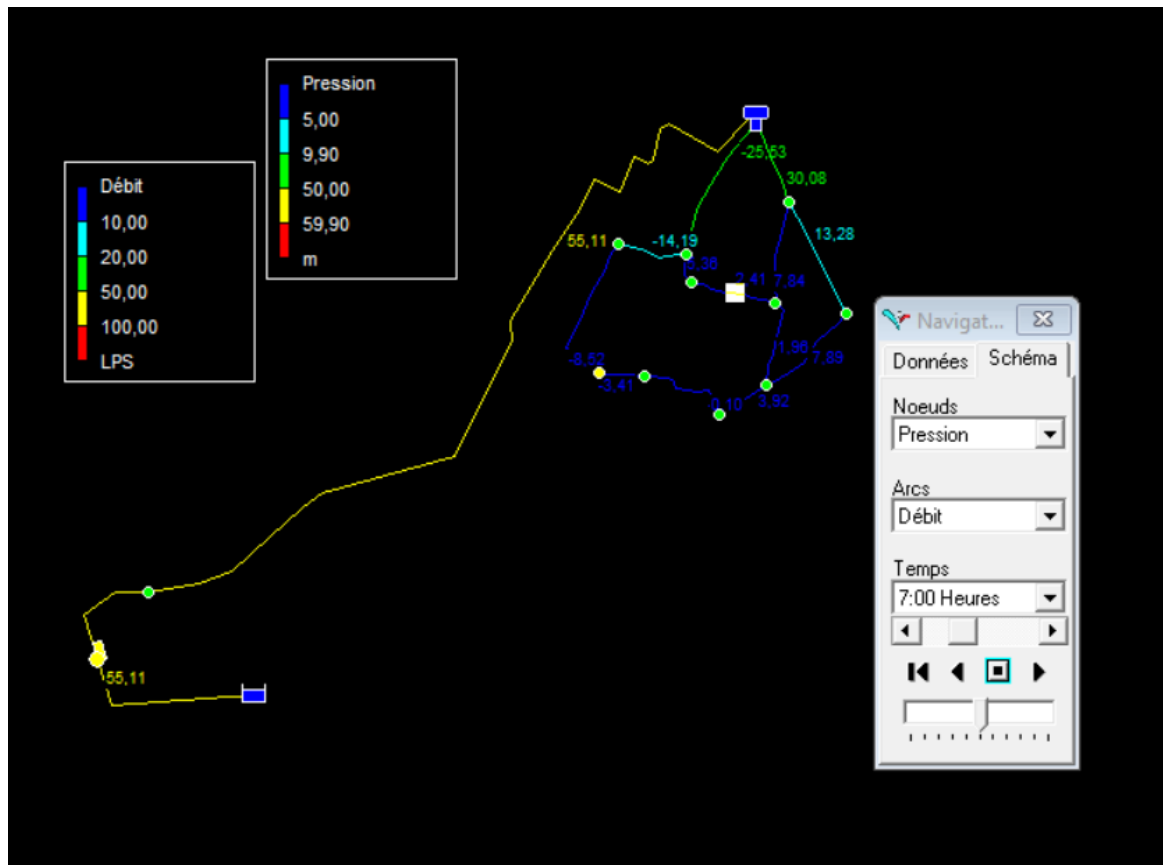 Pression
5,00
9,90
50,00
59,90
m
Débit
10,00
20,00
50,00
100,00
LPS
-25,53
30,08
13,28
55,11
-14,19
2,41
7,84
1,96
7,89
-8,52
-3,41
-0,10
3,92
55,11
Navigat...
Données
Schéma
Noeuds
Pression
Arcs
Débit
Temps
7:00 Heures